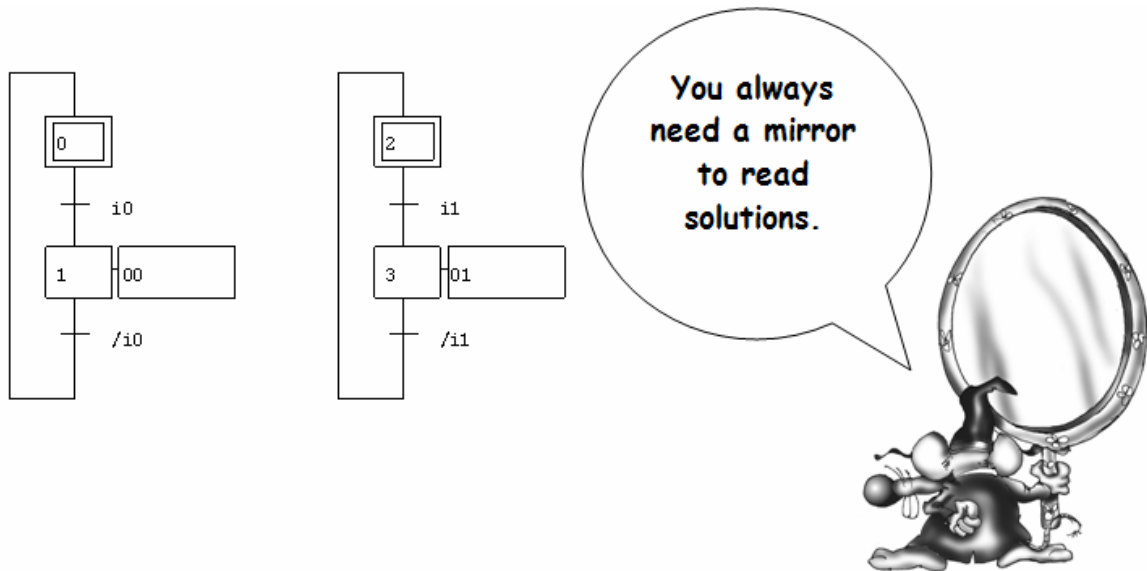 0
i0
1 O0
/i0
2
i1
3 O1
/i1
You always
need a mirror
to read
solutions.